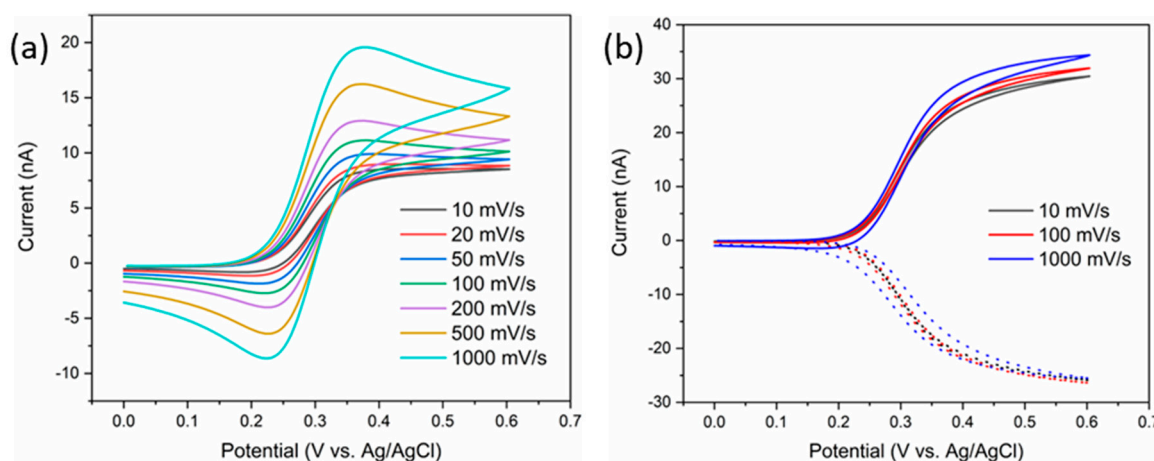 (a)
Current (nA)
20
15
10
5
0
-5
-10
10 mV/s
20 mV/s
50 mV/s
100 mV/s
200 mV/s
500 mV/s
1000 mV/s
0.0 0.1 0.2 0.3 0.4 0.5 0.6 0.7
Potential (V vs. Ag/AgCl)
(b)
Current (nA)
40
30
20
10
0
-10
-20
-30
10 mV/s
100 mV/s
1000 mV/s
0.0 0.1 0.2 0.3 0.4 0.5 0.6 0.7
Potential (V vs. Ag/AgCl)